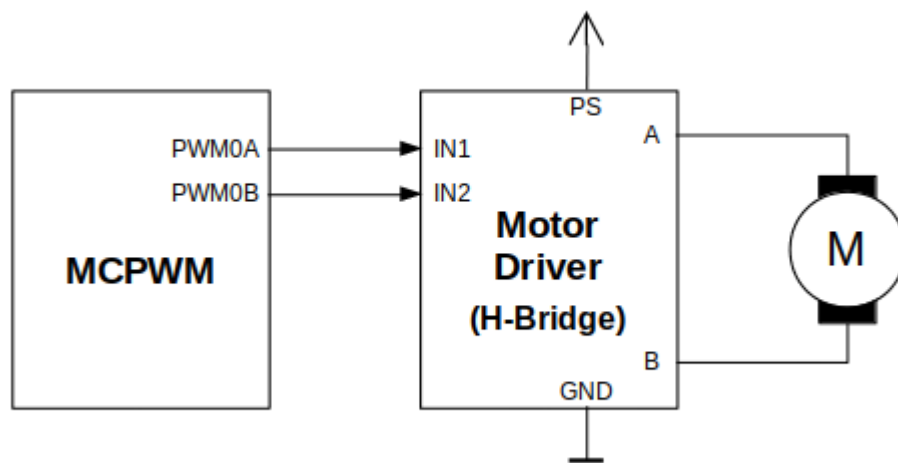 PS
PWM0A
IN1
A
PWM0B
IN2
MCPWM
Motor
Driver
(H-Bridge)
M
B
GND